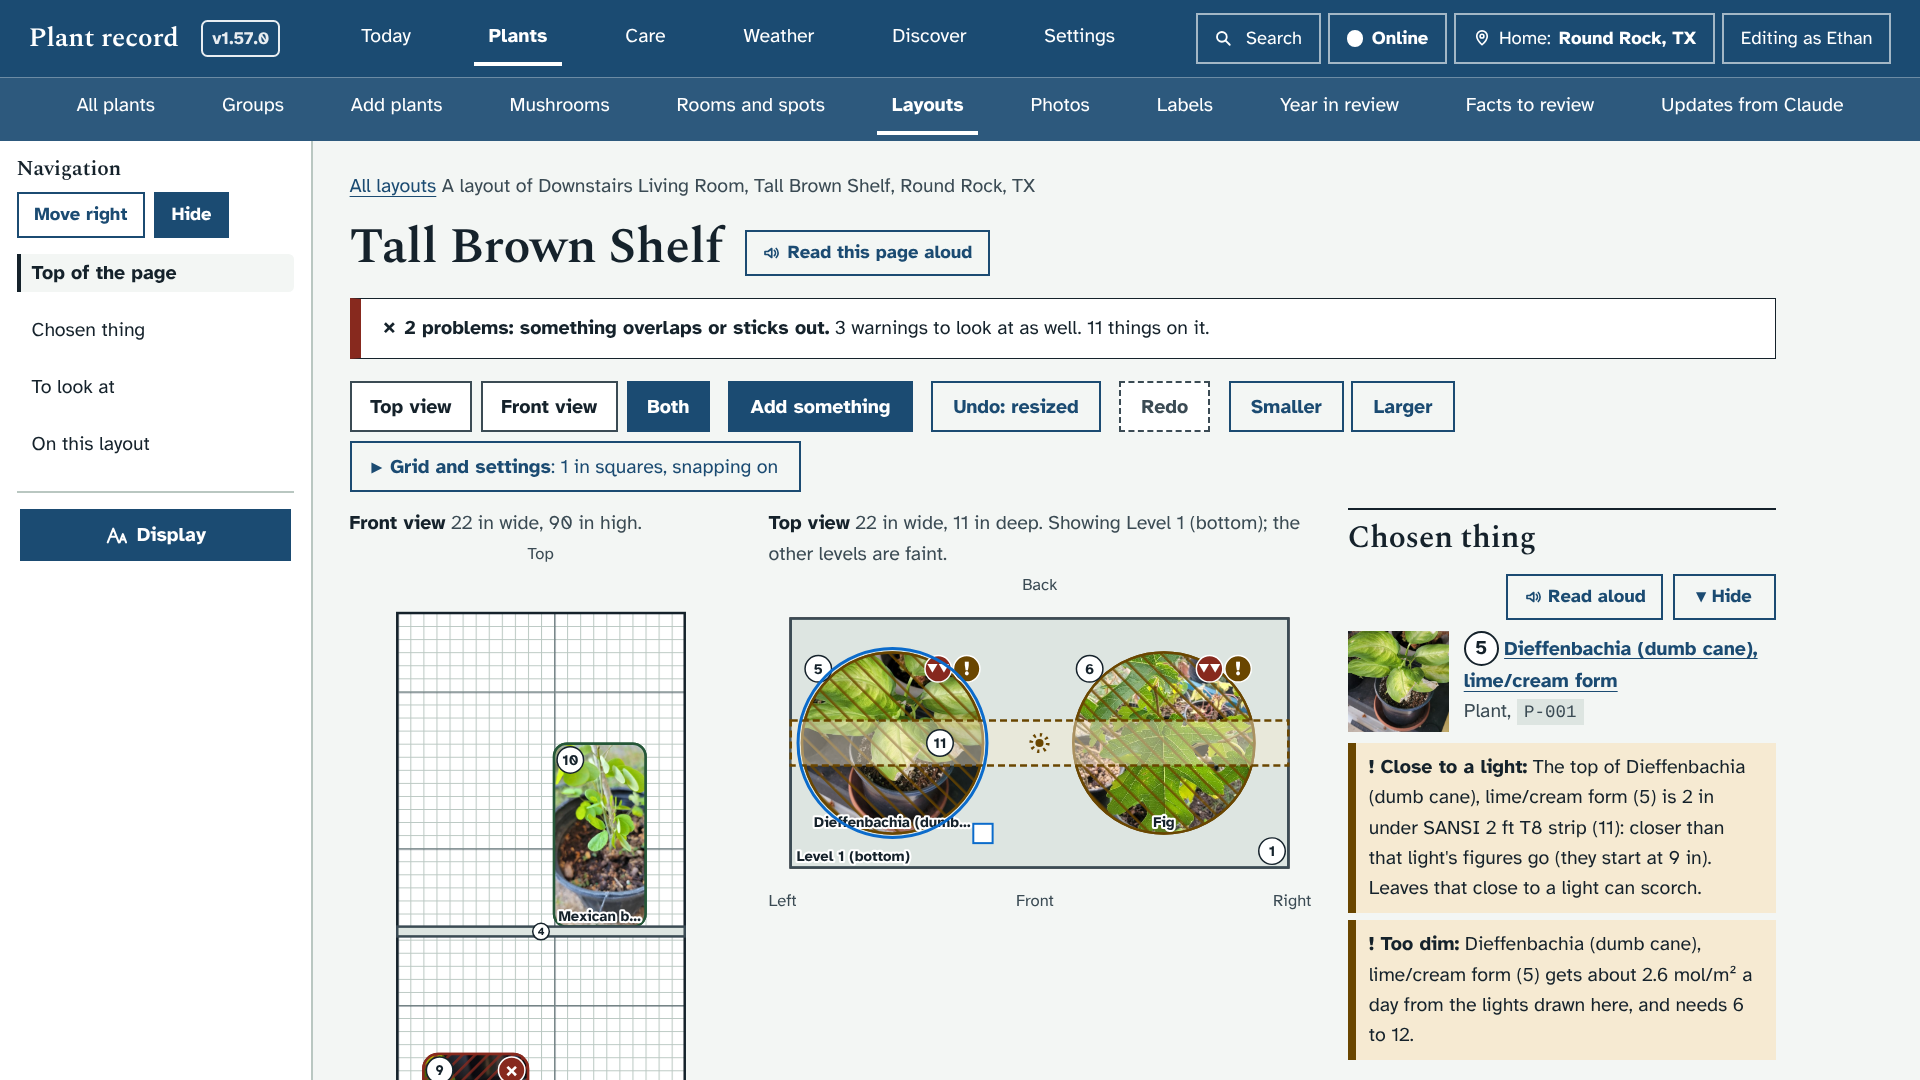 Plant record v1.57.0 Today Plants Care Weather Discover Settings Search Online Home: Round Rock, TX Editing as Ethan
All plants Groups Add plants Mushrooms Rooms and spots Layouts Photos Labels Year in review Facts to review Updates from Claude
Navigation
Move right Hide
Top of the page
Chosen thing
To look at
On this layout
Display
All layouts A layout of Downstairs Living Room, Tall Brown Shelf, Round Rock, TX
Tall Brown Shelf Read this page aloud
× 2 problems: something overlaps or sticks out. 3 warnings to look at as well. 11 things on it.
Top view Front view Both Add something Undo: resized Redo Smaller Larger
▶ Grid and settings: 1 in squares, snapping on
Front view 22 in wide, 90 in high.
Top
10
Mexican b...
4
9 ×
Top view 22 in wide, 11 in deep. Showing Level 1 (bottom); the
other levels are faint.
Back
5 ! 6 !
11
Dieffenbachia (dumb... Fig
Level 1 (bottom) 1
Left Front Right
Chosen thing
Read aloud ▼ Hide
5 Dieffenbachia (dumb cane),
lime/cream form
Plant, P-001
! Close to a light: The top of Dieffenbachia
(dumb cane), lime/cream form (5) is 2 in
under SANSI 2 ft T8 strip (11): closer than
that light's figures go (they start at 9 in).
Leaves that close to a light can scorch.
! Too dim: Dieffenbachia (dumb cane),
lime/cream form (5) gets about 2.6 mol/m² a
day from the lights drawn here, and needs 6
to 12.